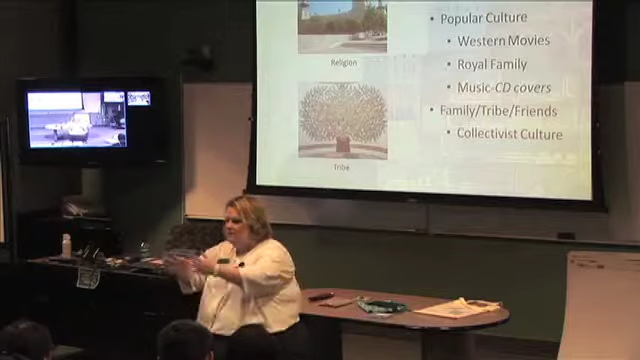 • Popular Culture
• Western Movies
• Royal Family
• Music-CD covers
• Family/Tribe/Friends
• Collectivist Culture
Religion
Tribe